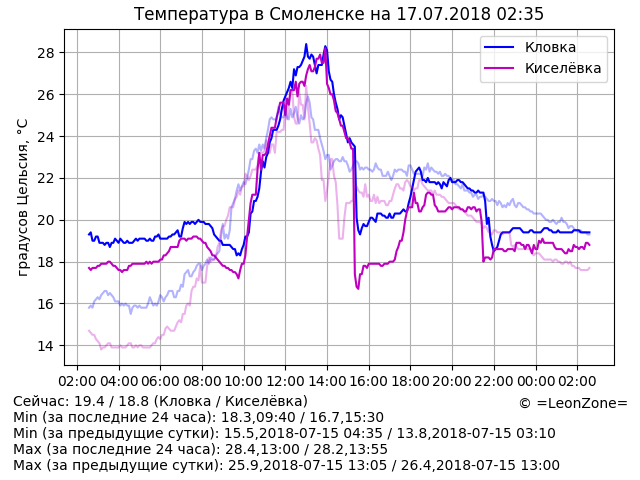 Температура в Смоленске на 17.07.2018 02:35
Кловка
Киселёвка
градусов Цельсия, °C
28
26
24
22
20
18
16
14
02:00 04:00 06:00 08:00 10:00 12:00 14:00 16:00 18:00 20:00 22:00 00:00 02:00
Сейчас: 19.4 / 18.8 (Кловка / Киселёвка)
© =LeonZone=
Min (за последние 24 часа): 18.3,09:40 / 16.7,15:30
Min (за предыдущие сутки): 15.5,2018-07-15 04:35 / 13.8,2018-07-15 03:10
Max (за последние 24 часа): 28.4,13:00 / 28.2,13:55
Max (за предыдущие сутки): 25.9,2018-07-15 13:05 / 26.4,2018-07-15 13:00